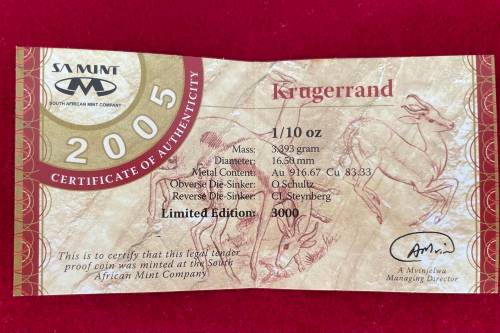 SA MINT
SOUTH AFRICAN MINT COMPANY
2005
CERTIFICATE OF AUTHENTICITY
Krugerrand
1/10 oz
Mass: 3.393 gram
Diameter: 16.50 mm
Metal Content: Au 916.67 Cu 83.33
Obverse Die-Sinker: O Schultz
Reverse Die-Sinker: CL Steynberg
Limited Edition: 3000
This is to certify that this legal tender
proof coin was minted at the South
African Mint Company
A Mvinjelwa
Managing Director